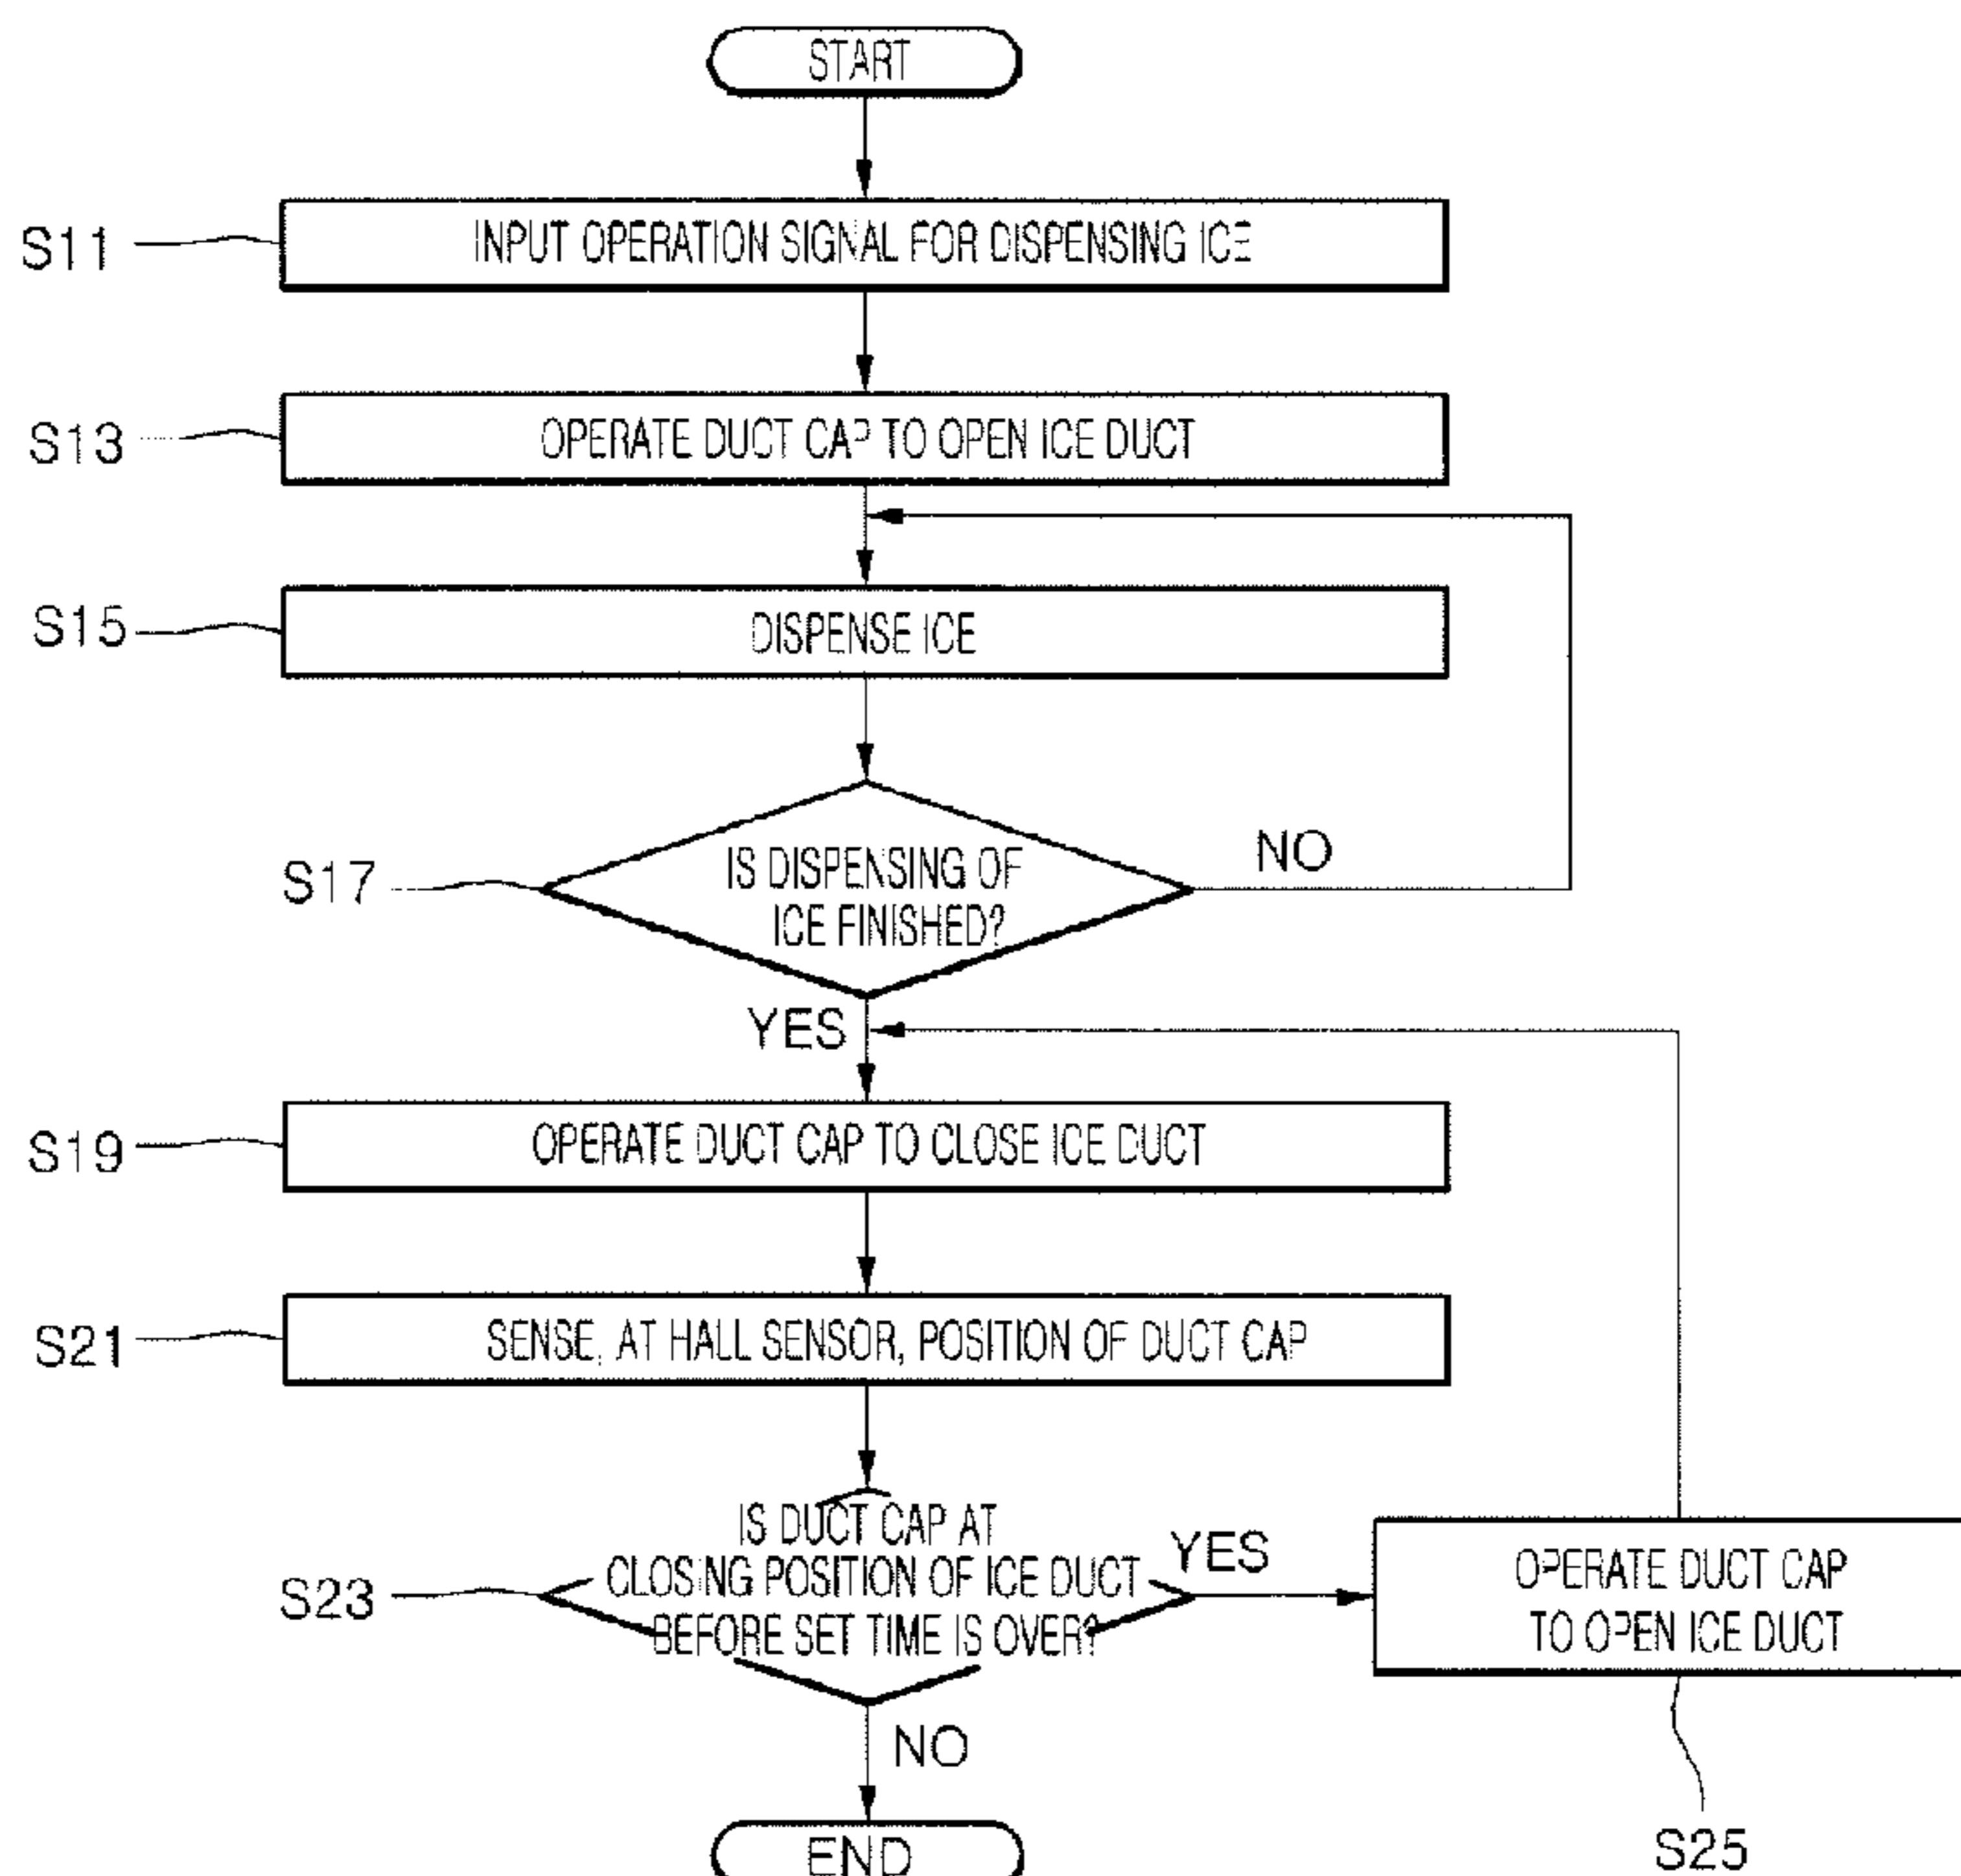 START
S11
INPUT OPERATION SIGNAL FOR DISPENSING ICE
S13
OPERATE DUCT CAP TO OPEN ICE DUCT
S15
DISPENSE ICE
S17
IS DISPENSING OF
ICE FINISHED?
NO
YES
S19
OPERATE DUCT CAP TO CLOSE ICE DUCT
S21
SENSE, AT HALL SENSOR, POSITION OF DUCT CAP
S23
IS DUCT CAP AT
CLOSING POSITION OF ICE DUCT
BEFORE SET TIME IS OVER?
YES
OPERATE DUCT CAP
TO OPEN ICE DUCT
S25
NO
END